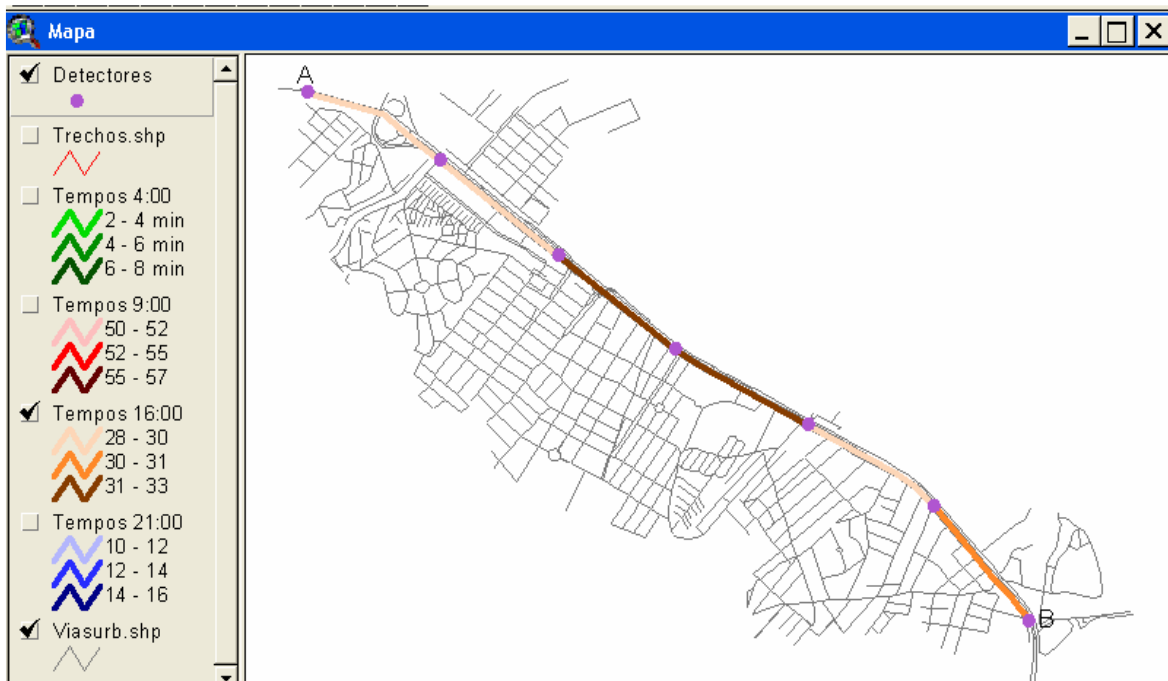 Mapa
Detectores
Trechos.shp
Tempos 4:00
2 - 4 min
4 - 6 min
6 - 8 min
Tempos 9:00
50 - 52
52 - 55
55 - 57
Tempos 16:00
28 - 30
30 - 31
31 - 33
Tempos 21:00
10 - 12
12 - 14
14 - 16
Viasurb.shp
A
B